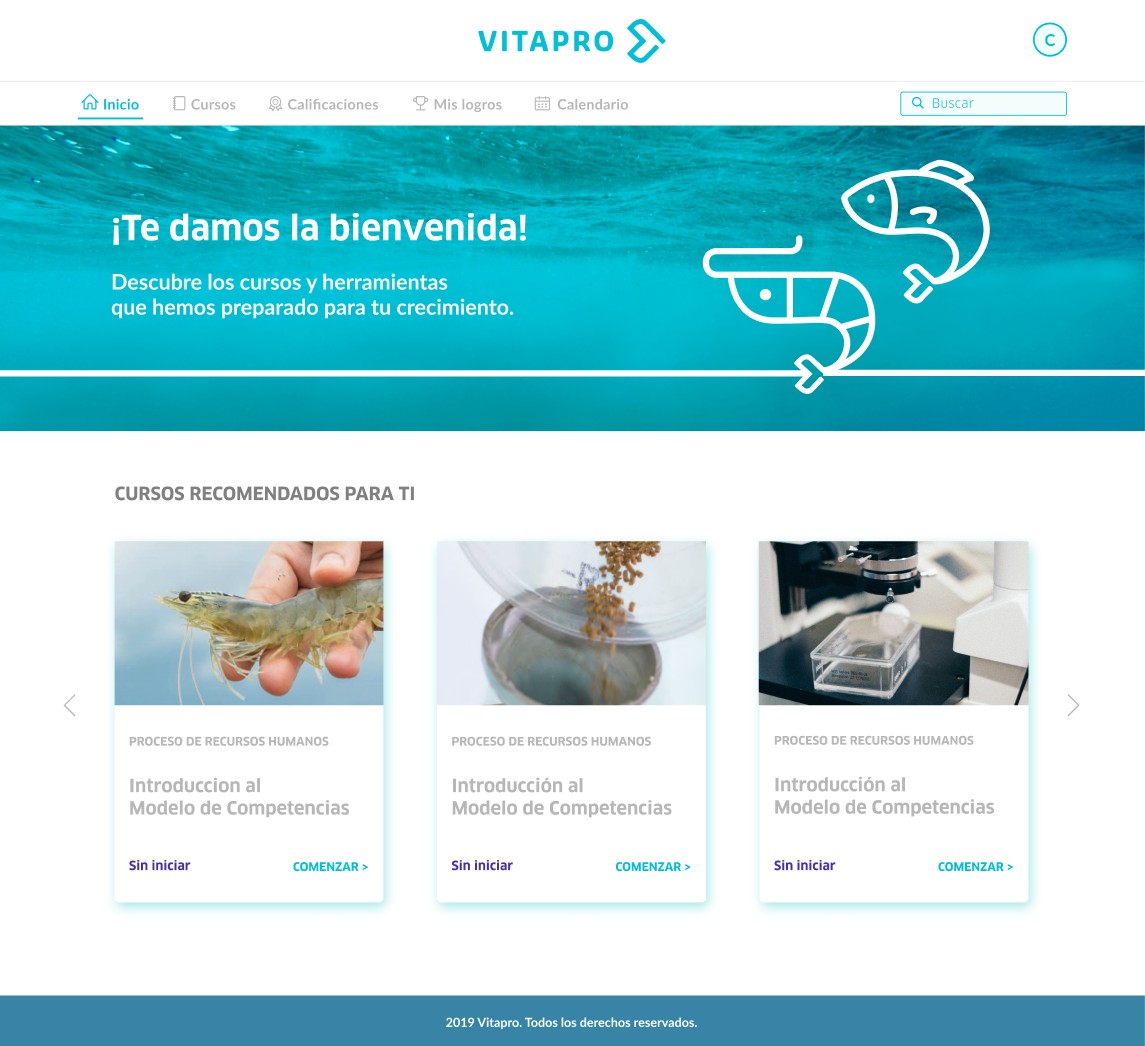 VITAPRO
C
Inicio
Cursos
Calificaciones
Mis logros
Calendario
Buscar
¡Te damos la bienvenida!
Descubre los cursos y herramientas
que hemos preparado para tu crecimiento.
CURSOS RECOMENDADOS PARA TI
PROCESO DE RECURSOS HUMANOS
Introduccion al
Modelo de Competencias
Sin iniciar
COMENZAR >
PROCESO DE RECURSOS HUMANOS
Introducción al
Modelo de Competencias
Sin iniciar
COMENZAR >
PROCESO DE RECURSOS HUMANOS
Introducción al
Modelo de Competencias
Sin iniciar
COMENZAR >
2019 Vitapro. Todos los derechos reservados.